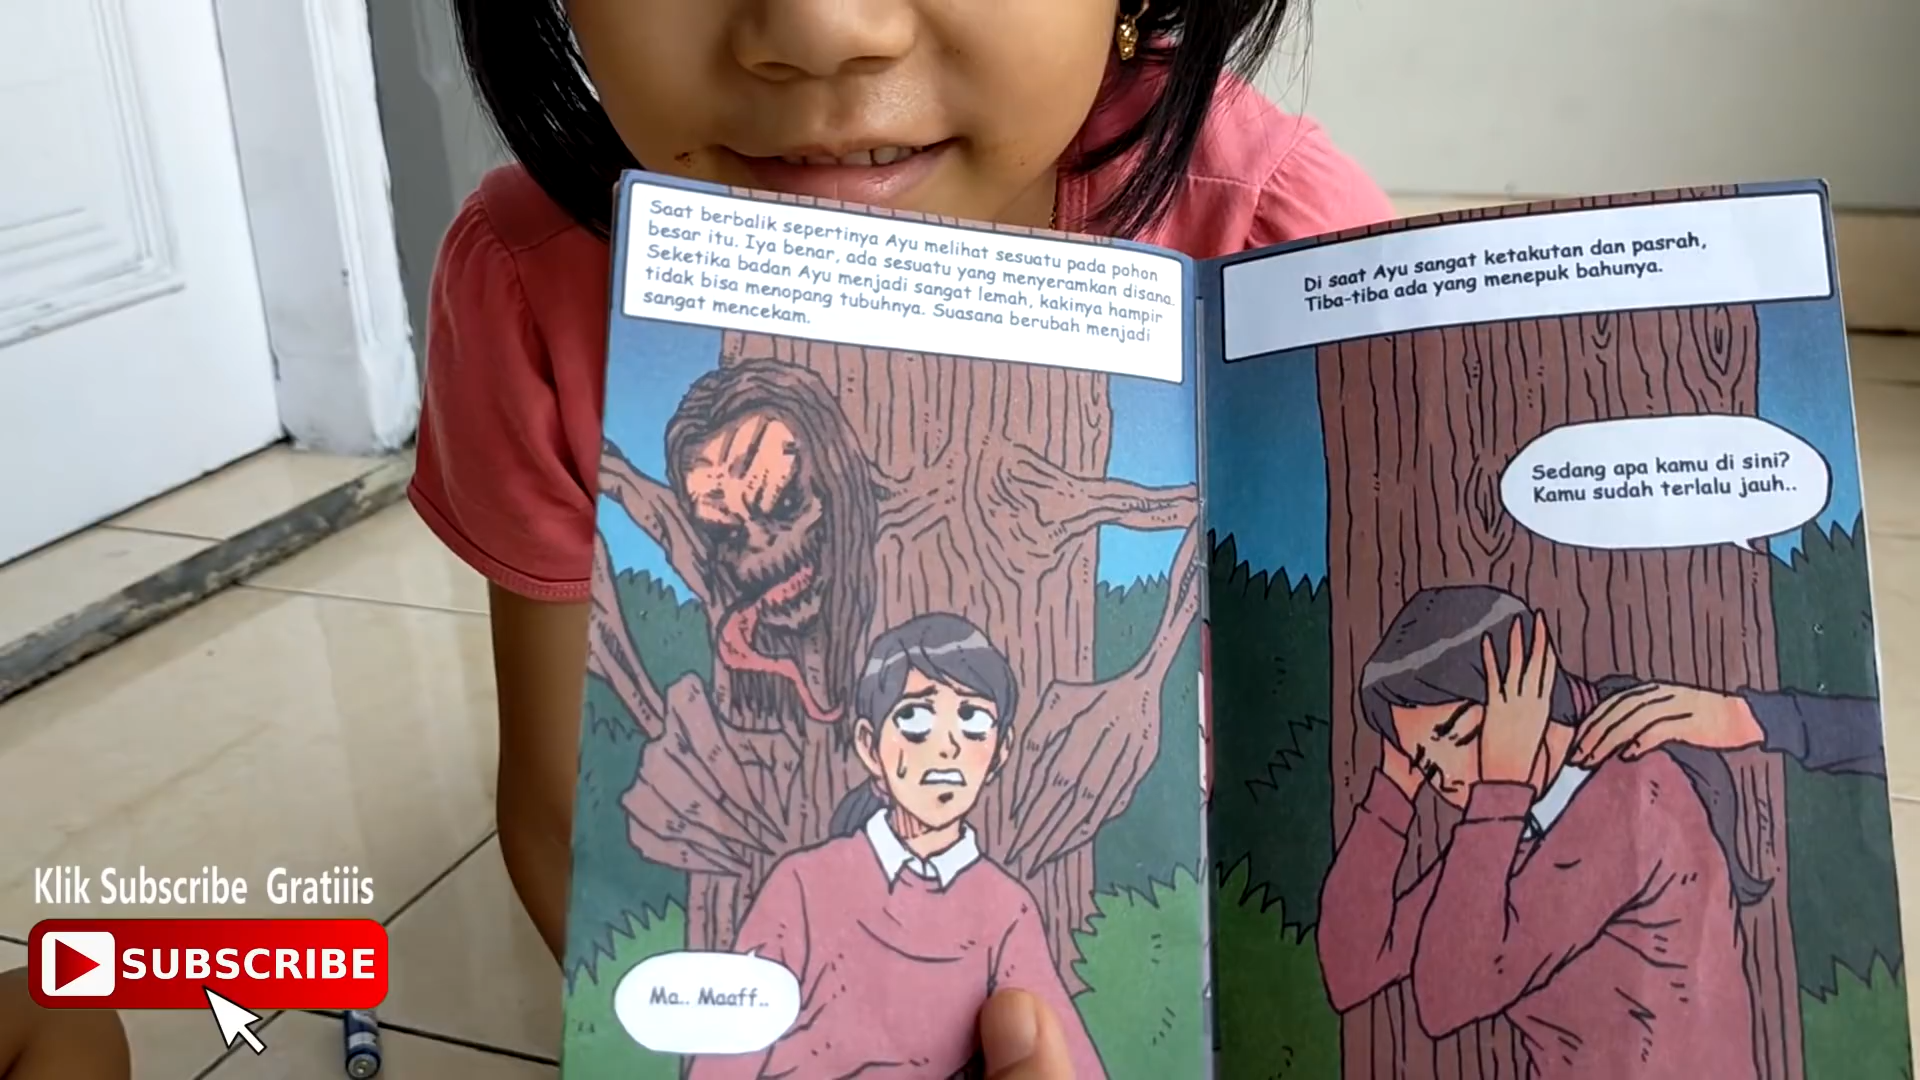 Saat berbalik sepertinya Ayu melihat sesuatu pada pohon
besar itu. Iya benar, ada sesuatu yang menyeramkan disana.
Seketika badan Ayu menjadi sangat lemah, kakinya hampir
tidak bisa menopang tubuhnya. Suasana berubah menjadi
sangat mencekam.
Ma.. Maaff..
Di saat Ayu sangat ketakutan dan pasrah,
Tiba-tiba ada yang menepuk bahunya.
Sedang apa kamu di sini?
Kamu sudah terlalu jauh..
Klik Subscribe Gratiiis
SUBSCRIBE